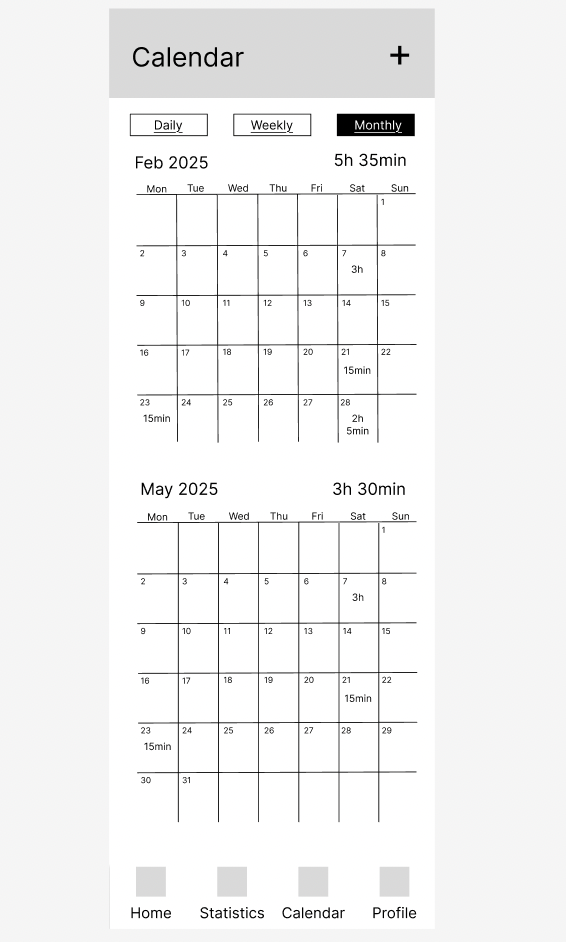 Calendar +
Daily Weekly Monthly
Feb 2025 5h 35min
Mon Tue Wed Thu Fri Sat Sun
1
2 3 4 5 6 7 8
3h
9 10 11 12 13 14 15
16 17 18 19 20 21 22
15min
23 24 25 26 27 28
15min 2h
5min
May 2025 3h 30min
Mon Tue Wed Thu Fri Sat Sun
1
2 3 4 5 6 7 8
3h
9 10 11 12 13 14 15
16 17 18 19 20 21 22
15min
23 24 25 26 27 28 29
15min
30 31
Home Statistics Calendar Profile